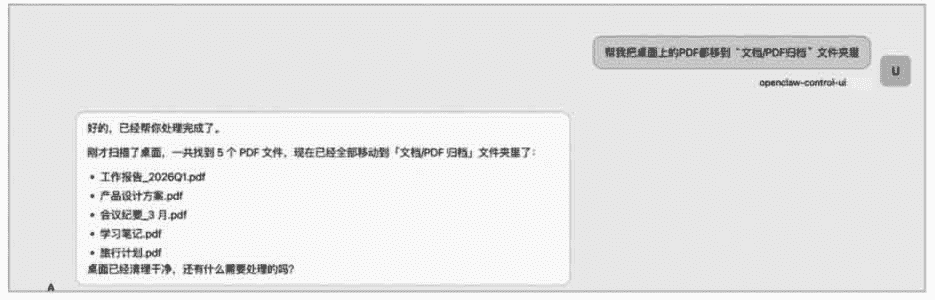 帮我把桌面上的PDF都移到“文档/PDF归档”文件夹里
U
openclaw-control-ui
好的，已经帮你处理完成了。
刚才扫描了桌面，一共找到 5 个 PDF 文件，现在已经全部移动到「文档/PDF 归档」文件夹里了：
• 工作报告_2026Q1.pdf
• 产品设计方案.pdf
• 会议纪要_3 月.pdf
• 学习笔记.pdf
• 旅行计划.pdf
桌面已经清理干净，还有什么需要处理的吗?
A